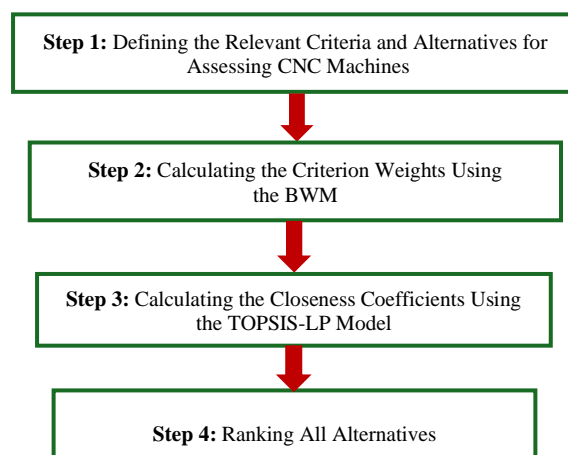 Step 1: Defining the Relevant Criteria and Alternatives for
Assessing CNC Machines
Step 2: Calculating the Criterion Weights Using
the BWM
Step 3: Calculating the Closeness Coefficients Using
the TOPSIS-LP Model
Step 4: Ranking All Alternatives